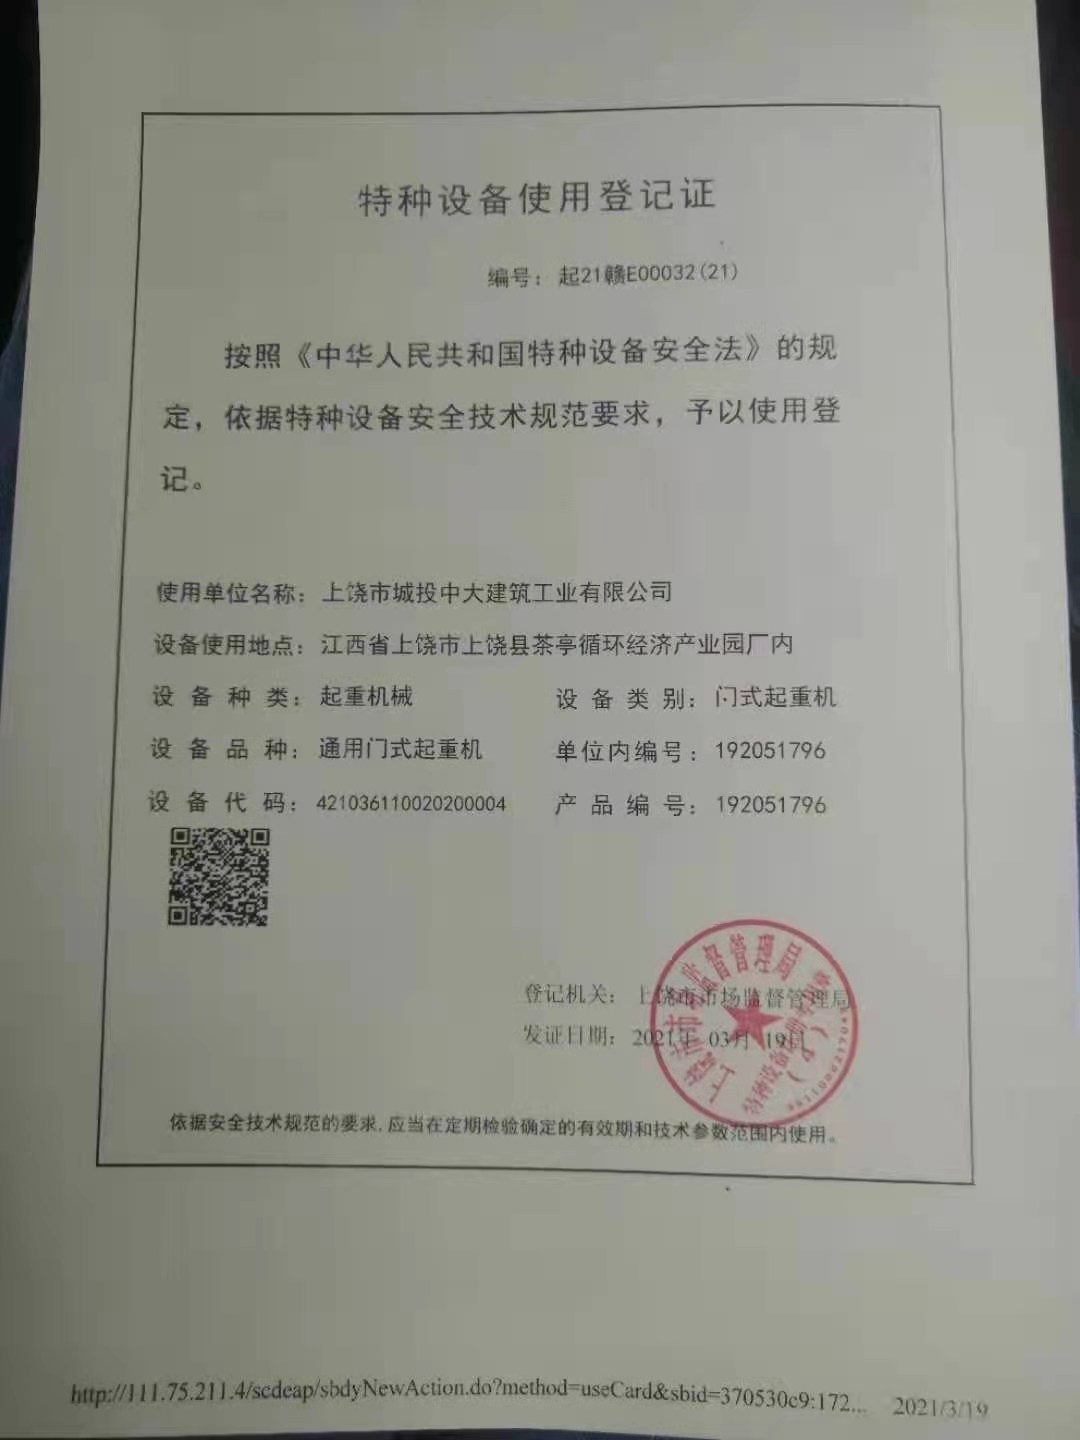 特种设备使用登记证
编号：起21赣E00032(21)
按照《中华人民共和国特种设备安全法》的规
定，依据特种设备安全技术规范要求，予以使用登
记。
使用单位名称：上饶市城投中大建筑工业有限公司
设备使用地点：江西省上饶市上饶县茶亭循环经济产业园厂内
设备种类：起重机械 设备类别：门式起重机
设备品种：通用门式起重机 单位内编号：192051796
设备代码：421036110020200004 产品编号：192051796
登记机关：上饶市市场监督管理局
发证日期：2021年03月19日
依据安全技术规范的要求,应当在定期检验确定的有效期和技术参数范围内使用。
http://111.75.211.4/scdeap/sbdyNewAction.do?method=useCard&sbid=370530c9:172... 2021/3/19